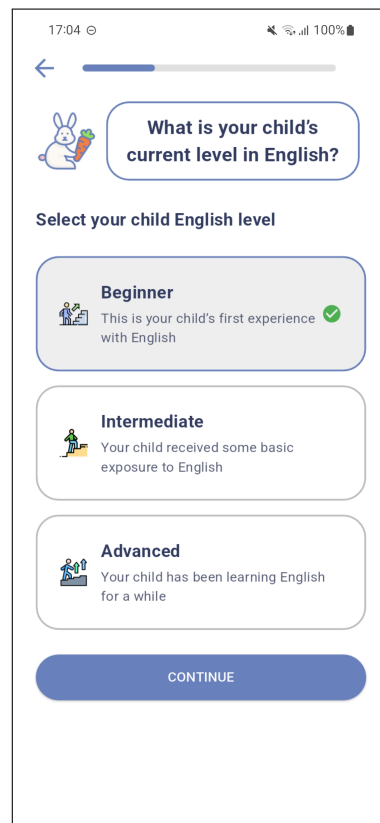 17:04
100%
What is your child's
current level in English?
Select your child English level
Beginner
This is your child's first experience
with English
Intermediate
Your child received some basic
exposure to English
Advanced
Your child has been learning English
for a while
CONTINUE